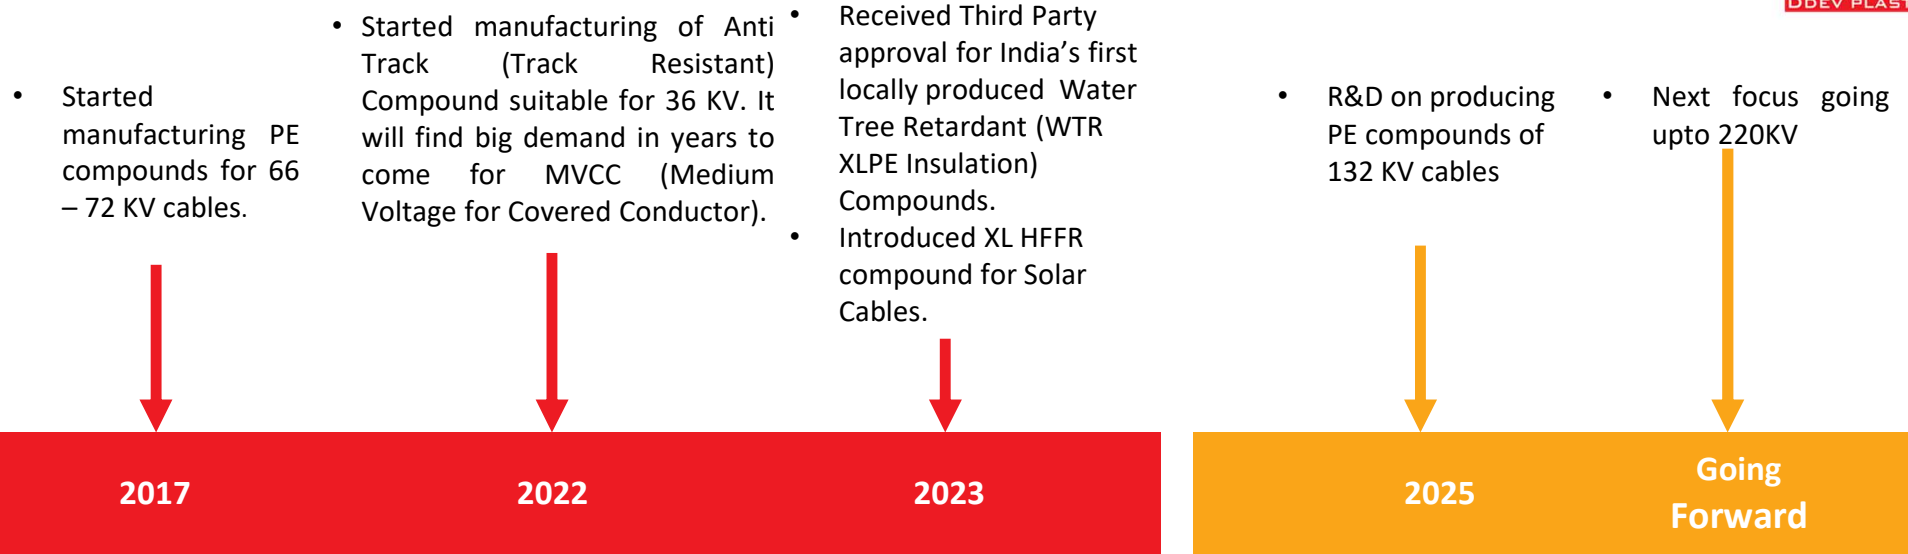 DDEV PLAST
• Started
manufacturing PE
compounds for 66
– 72 KV cables.
• Started manufacturing of Anti
Track (Track Resistant)
Compound suitable for 36 KV. It
will find big demand in years to
come for MVCC (Medium
Voltage for Covered Conductor).
• Received Third Party
approval for India's first
locally produced Water
Tree Retardant (WTR
XLPE Insulation)
Compounds.
• Introduced XL HFFR
compound for Solar
Cables.
• R&D on producing
PE compounds of
132 KV cables
• Next focus going
upto 220KV
2017
2022
2023
2025
Going
Forward